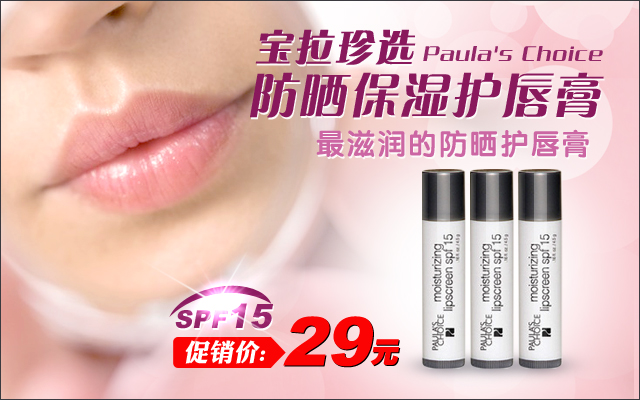 宝拉珍选 Paula's Choice
防晒保湿护唇膏
最滋润的防晒护唇膏
SPF15
促销价: 29元
moisturizing
lipscreen spf 15
PAULA'S
CHOICE
moisturizing
lipscreen spf 15
PAULA'S
CHOICE
moisturizing
lipscreen spf 15
PAULA'S
CHOICE